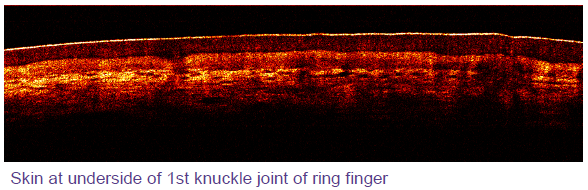 Skin at underside of 1st knuckle joint of ring finger